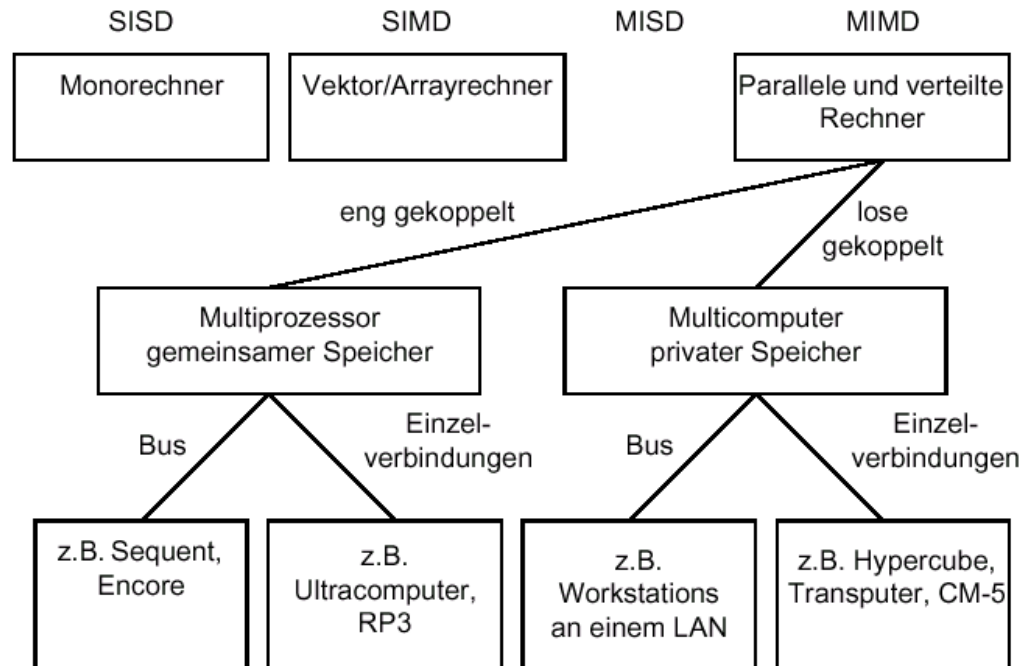 SISD
SIMD
MISD
MIMD
Monorechner
Vektor/Arrayrechner
Parallele und verteilte
Rechner
eng gekoppelt
lose
gekoppelt
Multiprozessor
gemeinsamer Speicher
Multicomputer
privater Speicher
Bus
Einzel-
verbindungen
Bus
Einzel-
verbindungen
z.B. Sequent,
Encore
z.B.
Ultracomputer,
RP3
z.B.
Workstations
an einem LAN
z.B. Hypercube,
Transputer, CM-5